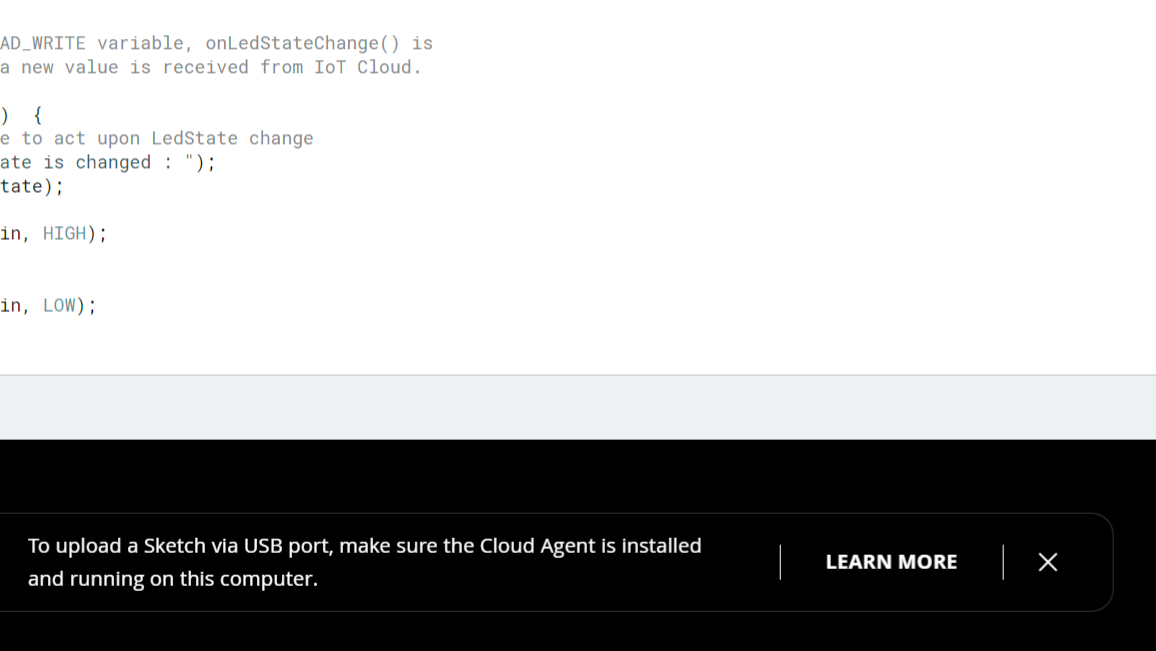 AD_WRITE variable, onLedStateChange() is
a new value is received from IoT Cloud.
) {
e to act upon LedState change
ate is changed : ");
tate);
in, HIGH);
in, LOW);
To upload a Sketch via USB port, make sure the Cloud Agent is installed
and running on this computer.
LEARN MORE